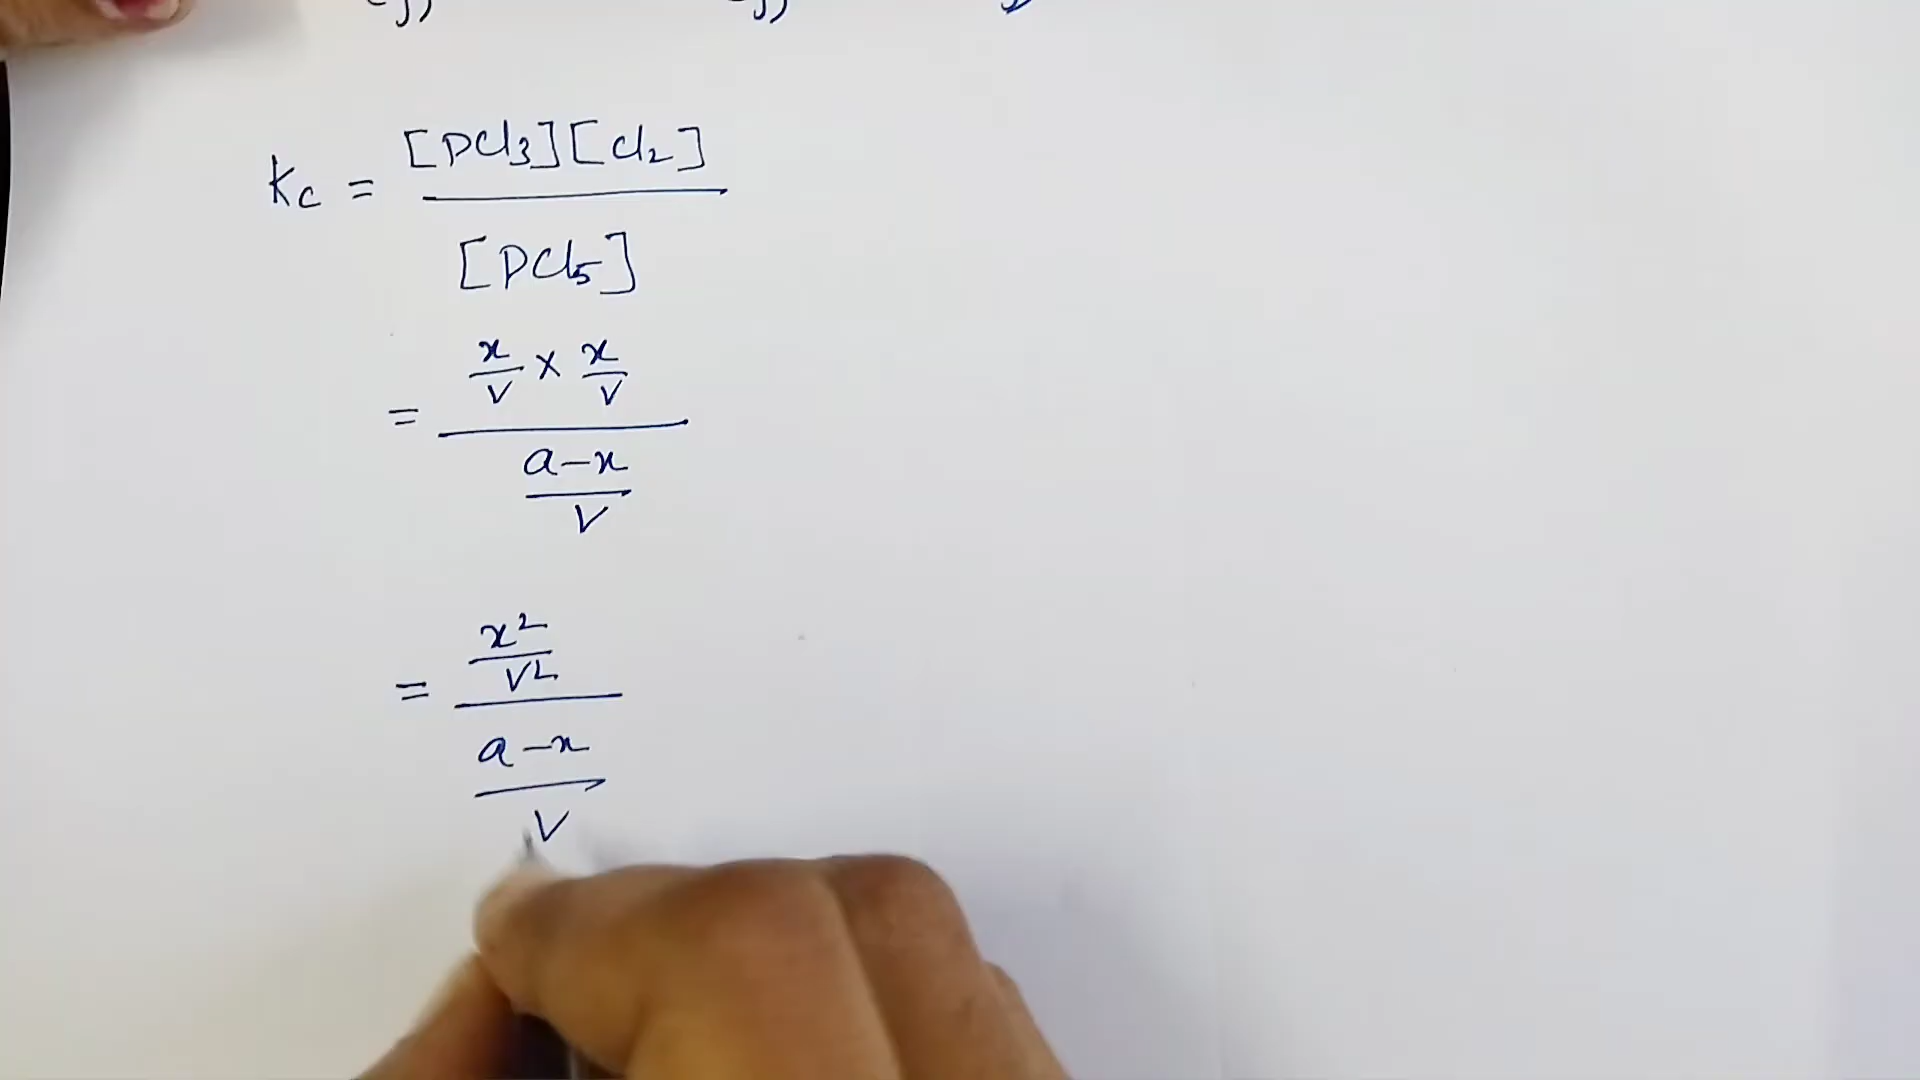 Kc = [PCl3][Cl2] / [PCl5]
= x/V × x/V / a-x/V
= x²/V² / a-x/V